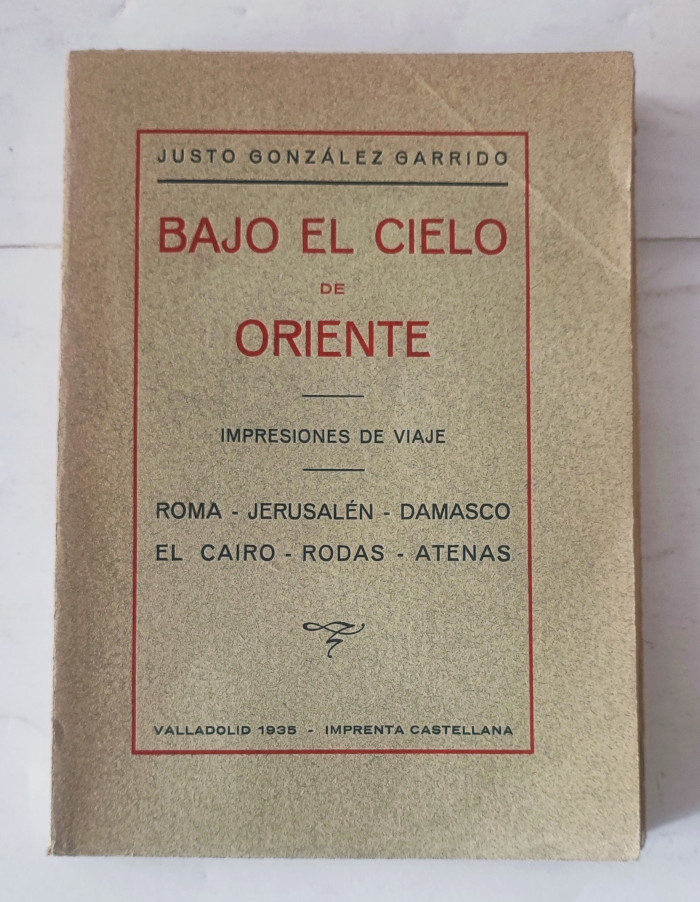 JUSTO GONZÁLEZ GARRIDO
BAJO EL CIELO
DE
ORIENTE
IMPRESIONES DE VIAJE
ROMA - JERUSALÉN - DAMASCO
EL CAIRO - RODAS - ATENAS
VALLADOLID 1935 - IMPRENTA CASTELLANA